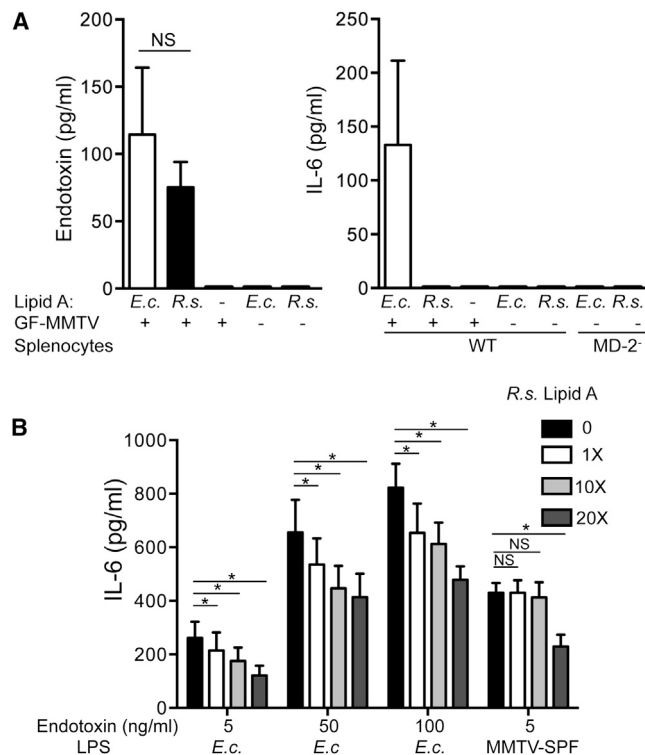 A
NS
Endotoxin (pg/ml)
200
150
100
50
0
Lipid A: E.c. R.s. - E.c. R.s.
GF-MMTV + + + - -
Splenocytes
IL-6 (pg/ml)
250
200
150
100
50
0
E.c. R.s. - E.c. R.s. E.c. R.s.
+ + + - - - -
WT MD-2-
B
R.s. Lipid A
0
1X
10X
20X
IL-6 (pg/ml)
1000
800
600
400
200
0
* * *
* * *
* * *
* NS NS
Endotoxin (ng/ml) 5 50 100 5
LPS E.c. E.c E.c. MMTV-SPF